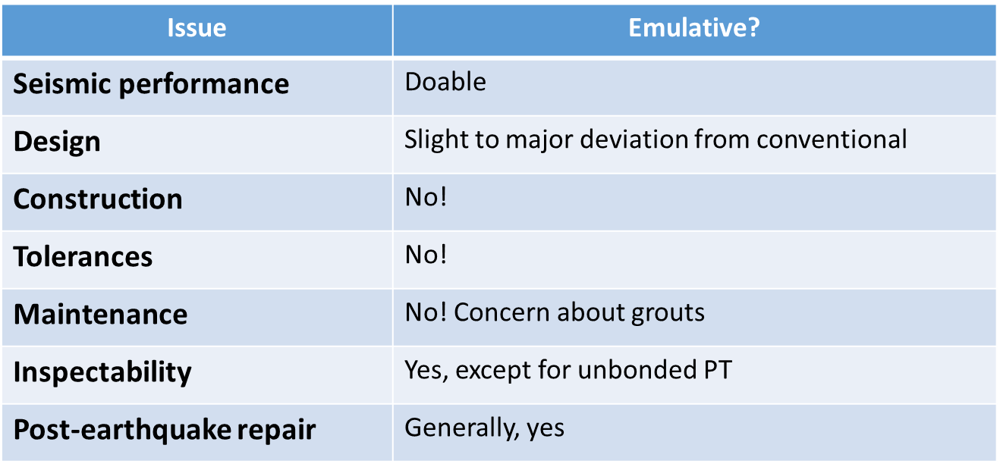 Issue Emulative?
Seismic performance Doable
Design Slight to major deviation from conventional
Construction No!
Tolerances No!
Maintenance No! Concern about grouts
Inspectability Yes, except for unbonded PT
Post-earthquake repair Generally, yes